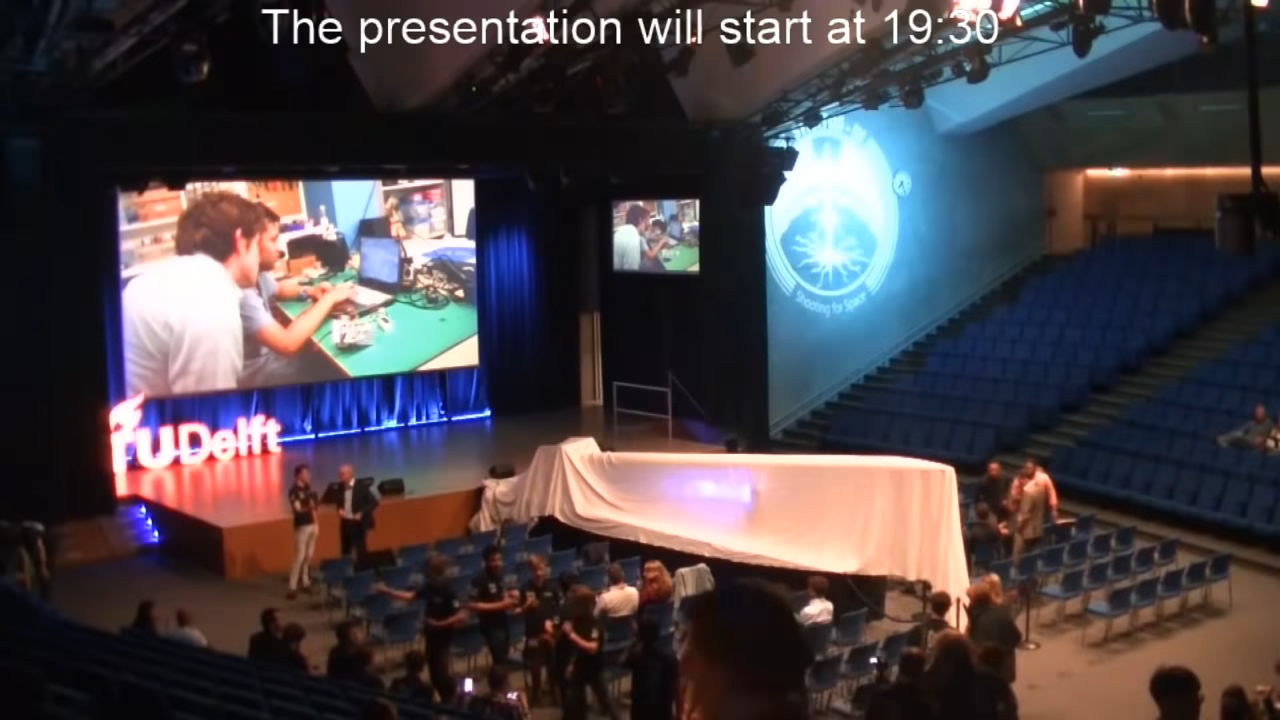 The presentation will start at 19:30
Shooting for Space
TUDelft